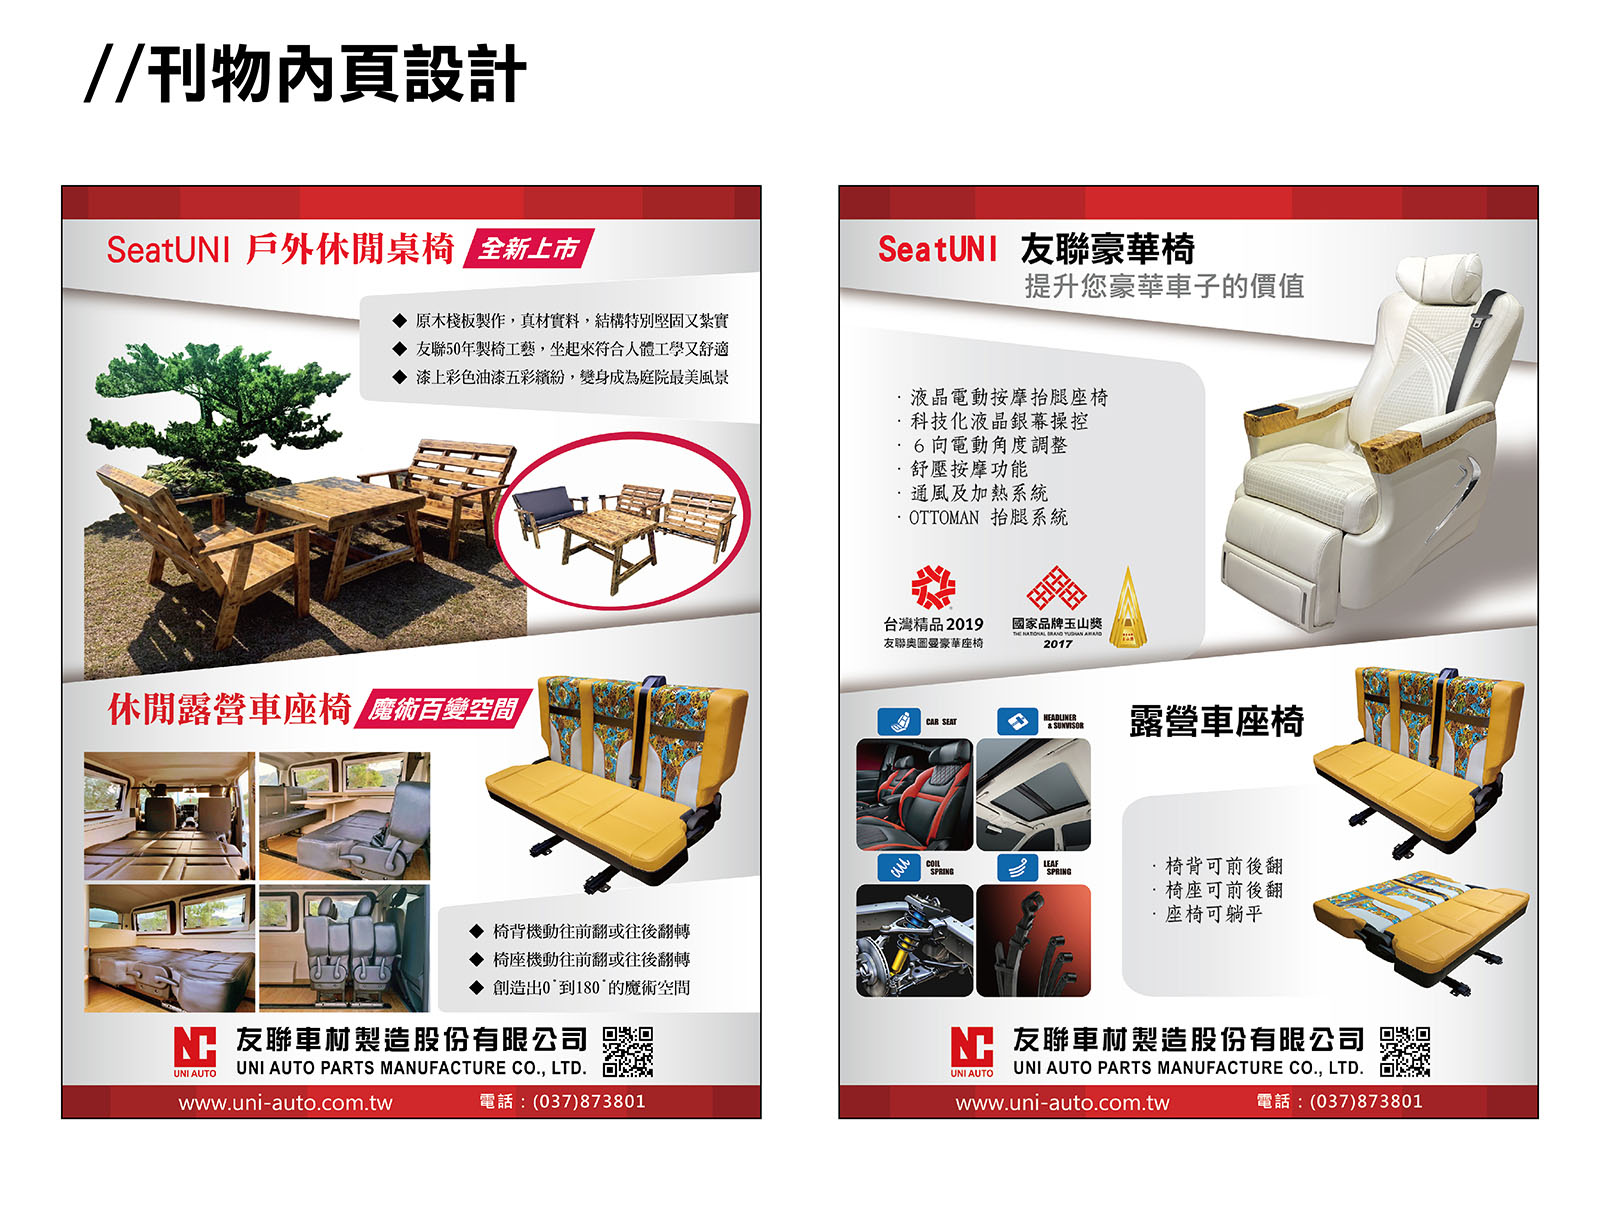 //刊物內頁設計
SeatUNI 戶外休閒桌椅 全新上市
◆ 原木棧板製作，真材實料，結構特別堅固又紮實
◆ 友聯50年製椅工藝，坐起來符合人體工學又舒適
◆ 漆上彩色油漆五彩繽紛，變身成為庭院最美風景
休閒露營車座椅 魔術百變空間
◆ 椅背機動往前翻或往後翻轉
◆ 椅座機動往前翻或往後翻轉
◆ 創造出0°到180°的魔術空間
UNI AUTO
友聯車材製造股份有限公司
UNI AUTO PARTS MANUFACTURE CO., LTD.
www.uni-auto.com.tw 電話：(037)873801
SeatUNI 友聯豪華椅
提升您豪華車子的價值
· 液晶電動按摩抬腿座椅
· 科技化液晶銀幕操控
· 6向電動角度調整
· 舒壓按摩功能
· 通風及加熱系統
· OTTOMAN 抬腿系統
台灣精品 2019
友聯奧圖曼豪華座椅
國家品牌玉山獎
THE NATIONAL BRAND YUSHAN AWARD
2017
CAR SEAT
HEADLINER
& SUNVISOR
COIL
SPRING
LEAF
SPRING
露營車座椅
· 椅背可前後翻
· 椅座可前後翻
· 座椅可躺平
UNI AUTO
友聯車材製造股份有限公司
UNI AUTO PARTS MANUFACTURE CO., LTD.
www.uni-auto.com.tw 電話：(037)873801